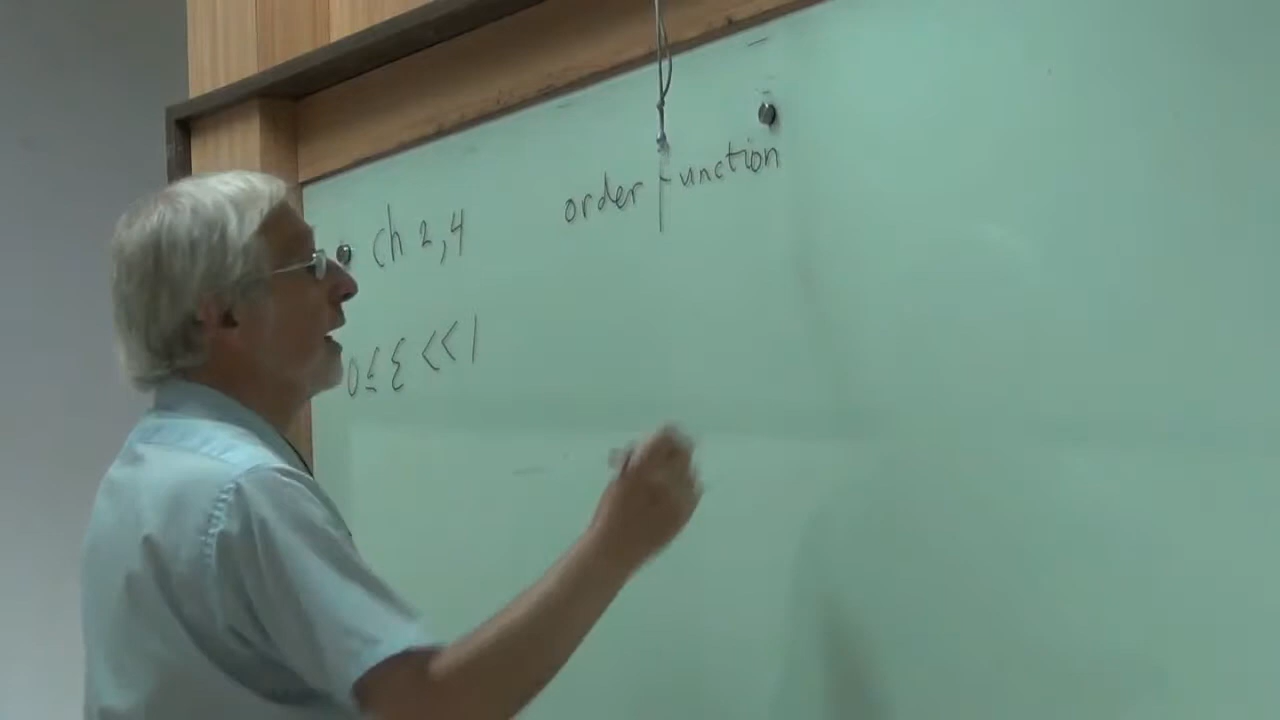 ch 2,4
order function
0 ≤ ε << 1